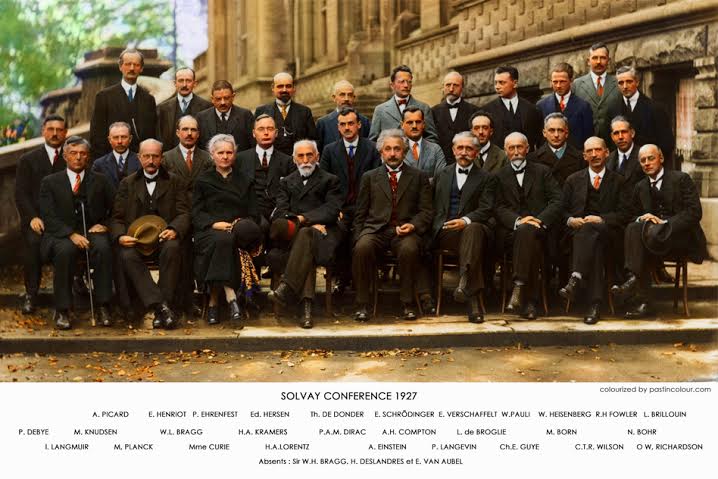 colourized by pastincolour.com
SOLVAY CONFERENCE 1927
A. PICARD E. HENRIOT P. EHRENFEST Ed. HERSEN Th. DE DONDER E. SCHRÖDINGER E. VERSCHAFFELT W.PAULI W. HEISENBERG R.H FOWLER L. BRILLOUIN
P. DEBYE M. KNUDSEN W.L. BRAGG H.A. KRAMERS P.A.M. DIRAC A.H. COMPTON L. de BROGLIE M. BORN N. BOHR
I. LANGMUIR M. PLANCK Mme CURIE H.A.LORENTZ A. EINSTEIN P. LANGEVIN Ch.E. GUYE C.T.R. WILSON O W. RICHARDSON
Absents : Sir W.H. BRAGG, H. DESLANDRES et E. VAN AUBEL